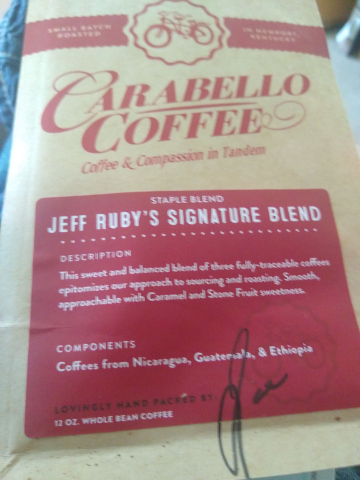 SMALL BATCH ROASTED
IN NEWPORT, KENTUCKY
CARABELLO
COFFEE
Coffee & Compassion in Tandem
STAPLE BLEND
JEFF RUBY'S SIGNATURE BLEND
DESCRIPTION
This sweet and balanced blend of three fully-traceable coffees
epitomizes our approach to sourcing and roasting. Smooth,
approachable with Caramel and Stone Fruit sweetness.
COMPONENTS
Coffees from Nicaragua, Guatemala, & Ethiopia
LOVINGLY HAND PACKED BY:
12 OZ. WHOLE BEAN COFFEE